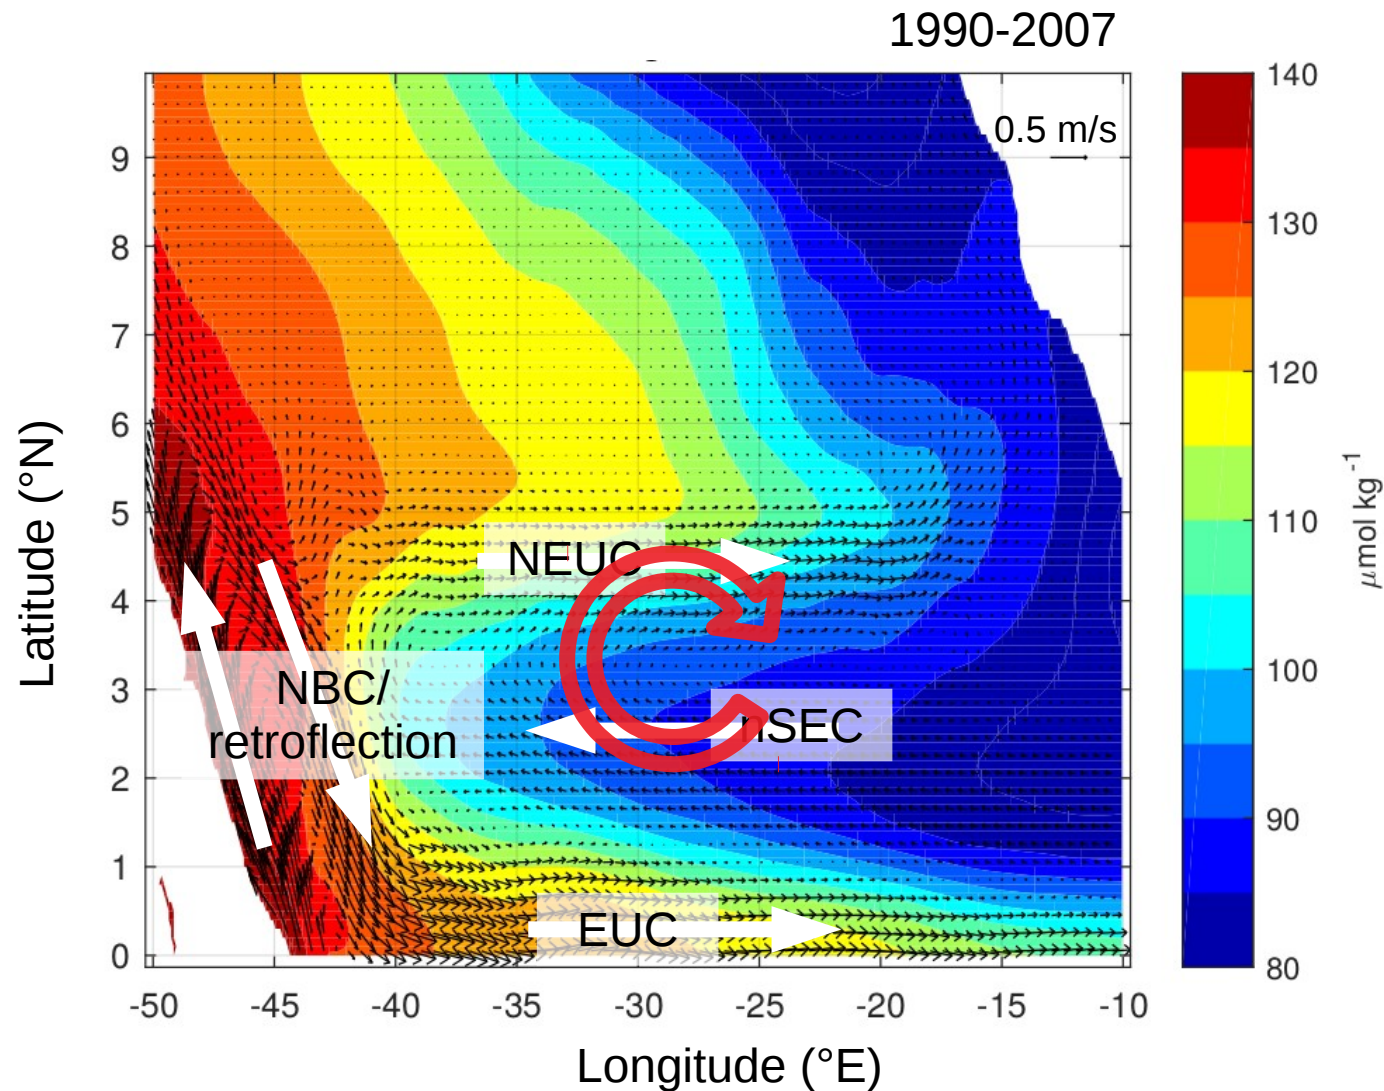 1990-2007
0.5 m/s
9
8
7
6
5
4
3
2
1
0
Latitude (°N)
NEUC
NBC/
retroflection
nSEC
EUC
-50 -45 -40 -35 -30 -25 -20 -15 -10
Longitude (°E)
140
130
120
110
100
90
80
μmol kg⁻¹